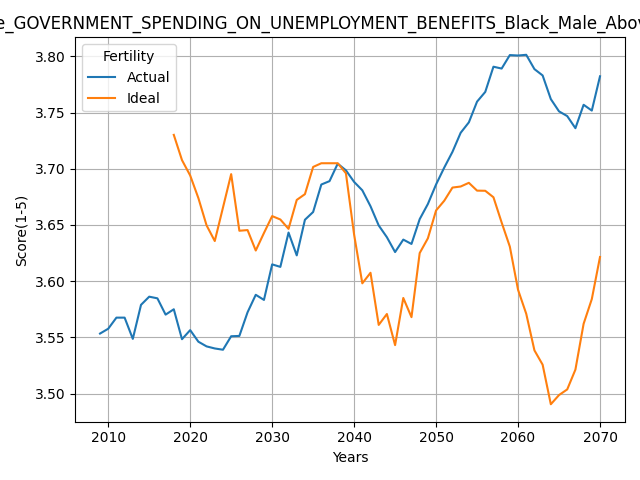 e_GOVERNMENT_SPENDING_ON_UNEMPLOYMENT_BENEFITS_Black_Male_Abov
Fertility
Actual
Ideal
3.80
3.75
3.70
3.65
3.60
3.55
3.50
Score(1-5)
2010 2020 2030 2040 2050 2060 2070
Years